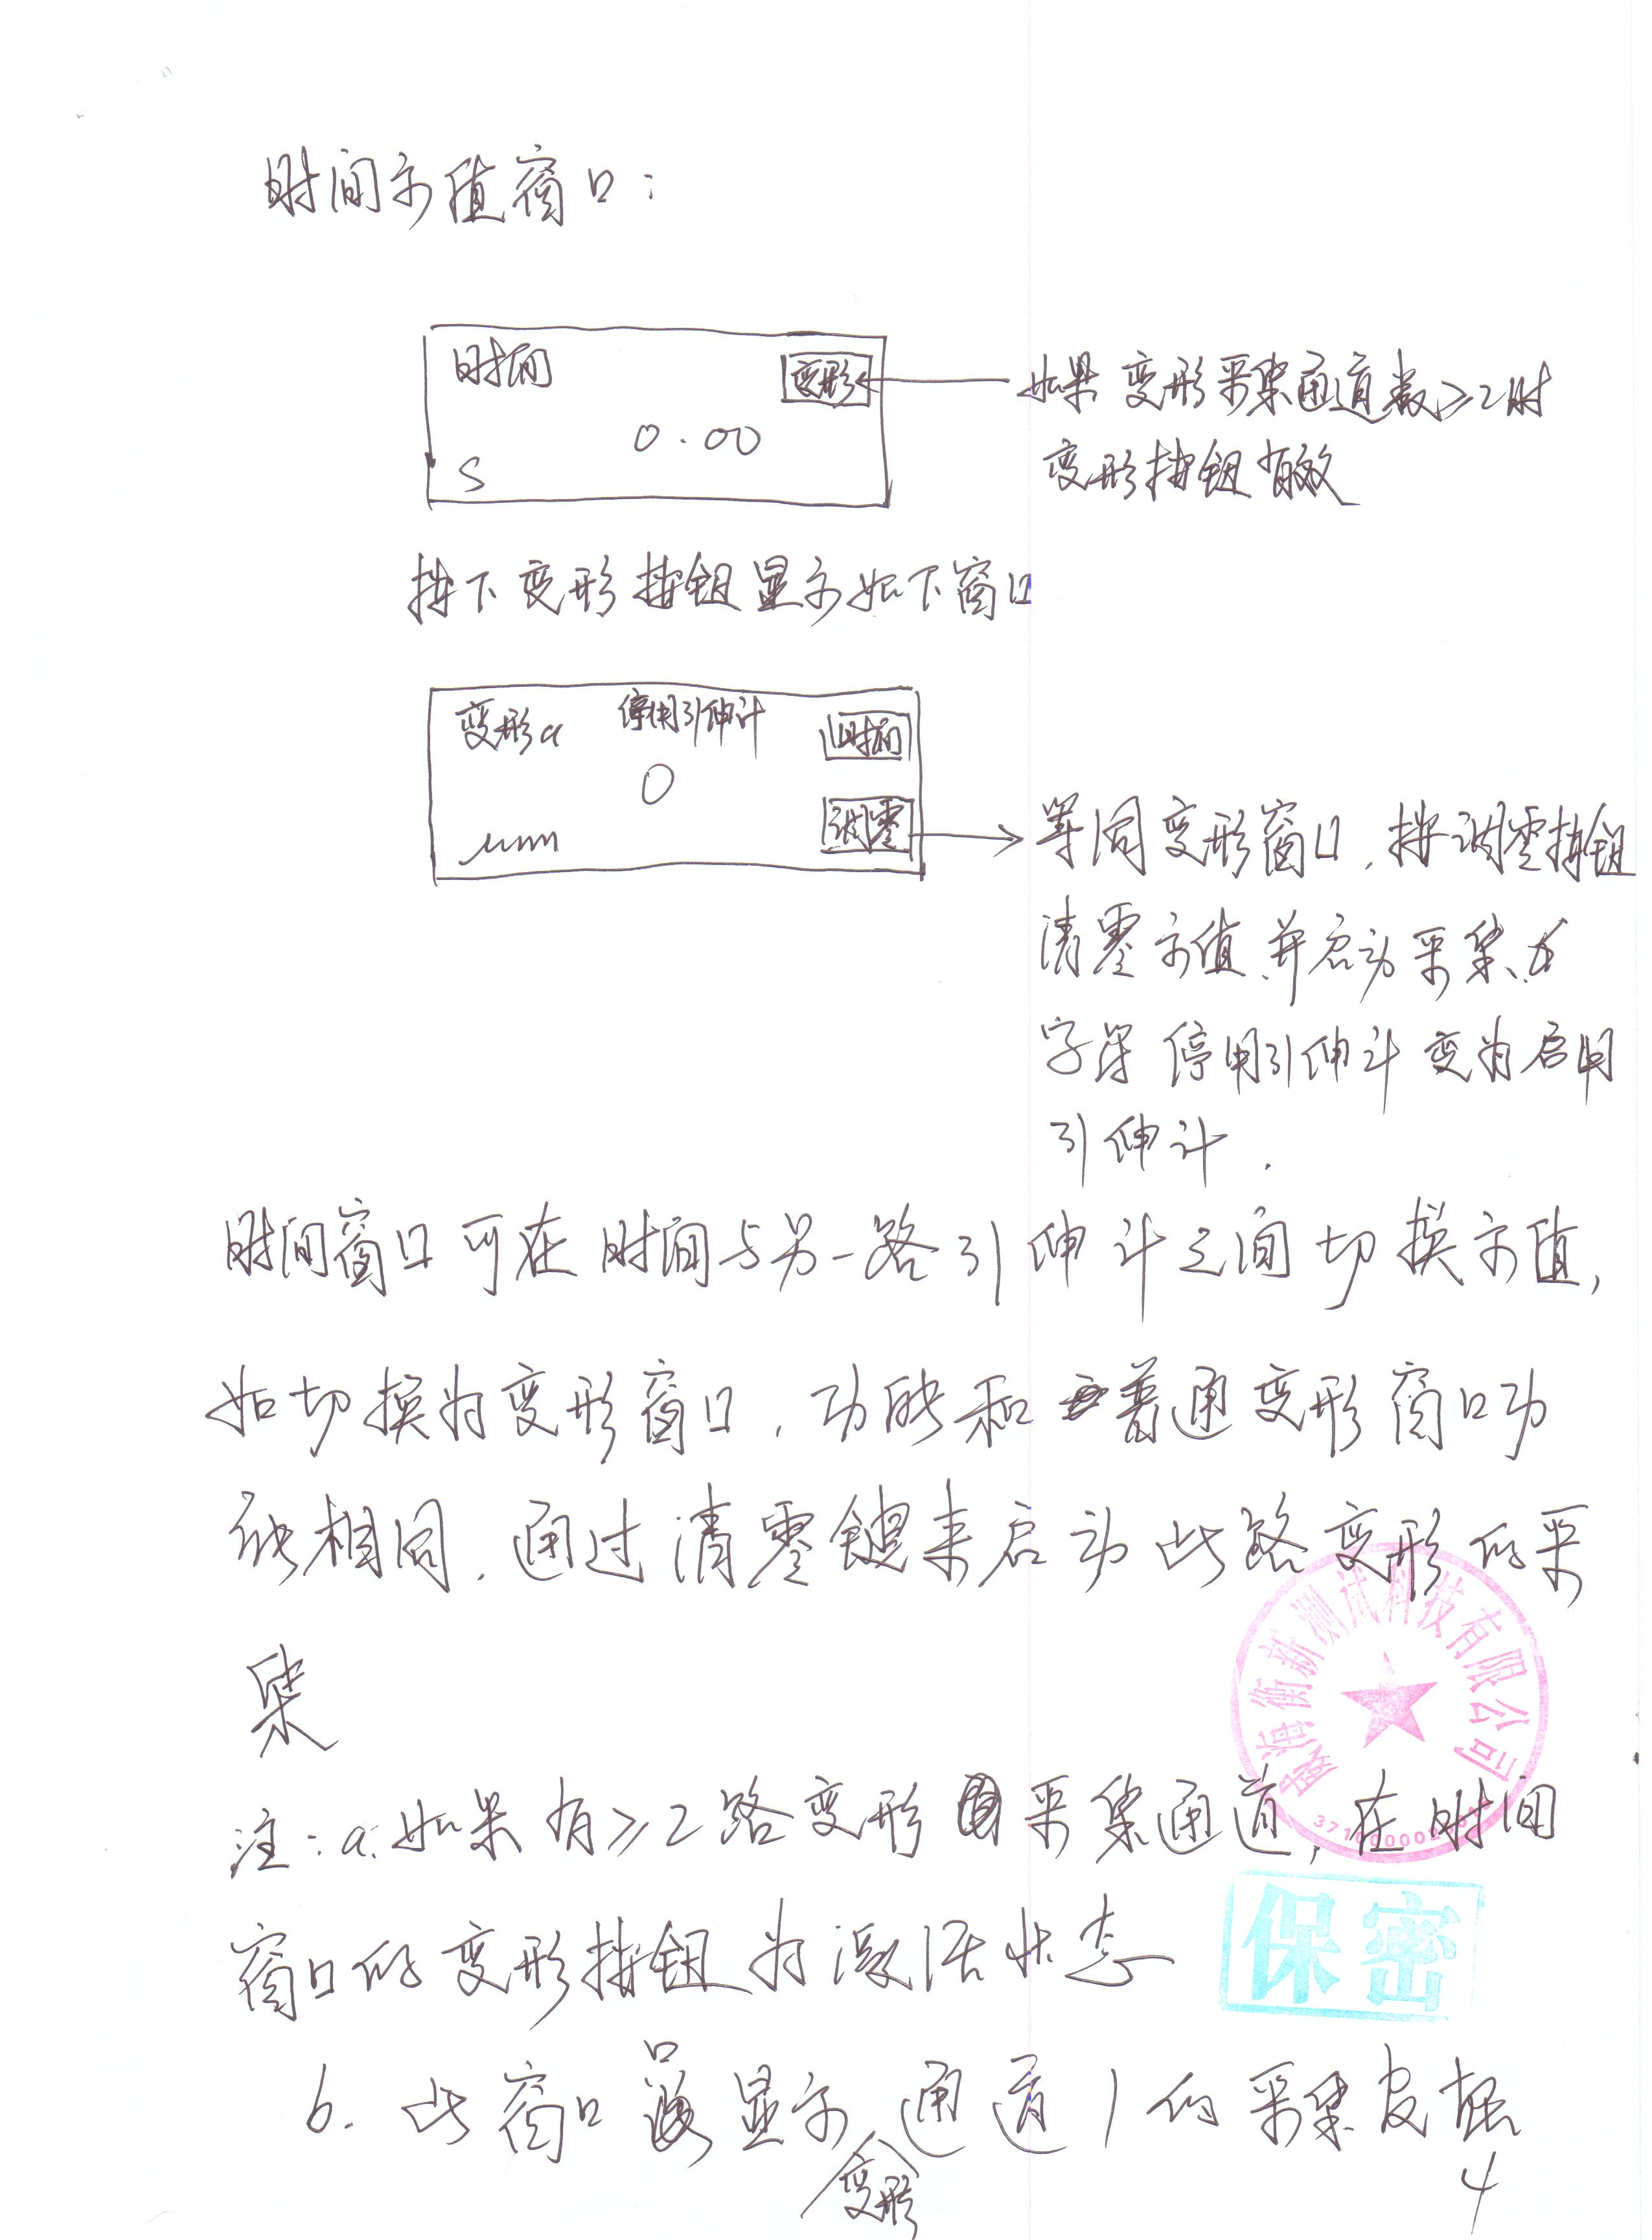 时间示值窗口：
时间 变形
0.00
S
如果变形采集通道数≥2时
变形按钮有效
按下变形按钮显示如下窗口
变形a 停用引伸计 时间
0
μm 调零
等同变形窗口，按调零按钮
清零示值并启动采集，
字符停用引伸计变为启用
引伸计.
时间窗口可在时间与另一路引伸计之间切换示值，
如切换为变形窗口，功能和普通变形窗口功
能相同，通过清零键来启动此路变形的采
集
注：a.如果有≥2路变形采集通道，在时间
窗口的变形按钮为激活状态
b. 此窗口只显示变形通道1的采集数据
4
衡新测试科技有限公司
保密